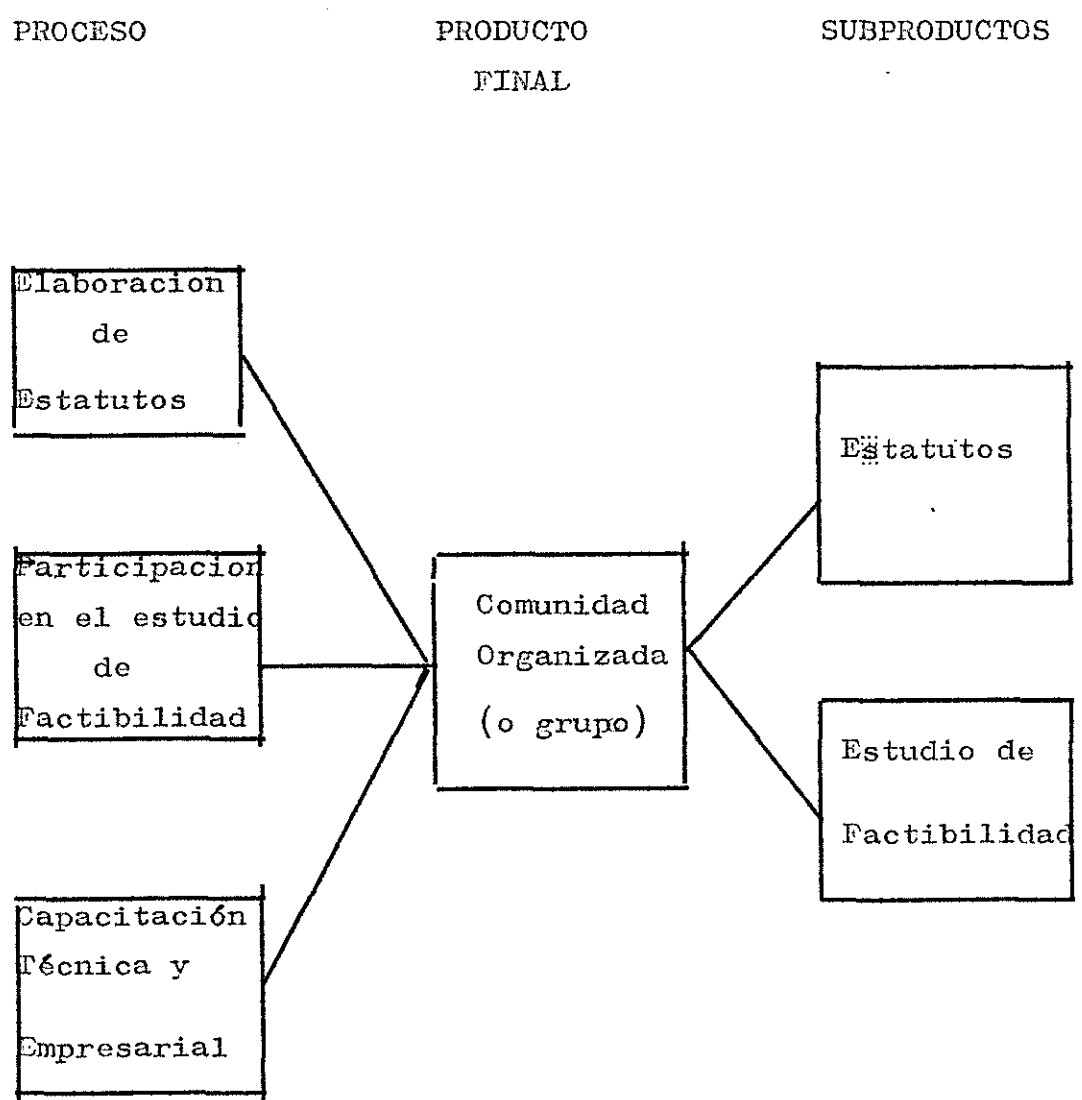 PROCESO
PRODUCTO
FINAL
SUBPRODUCTOS
Elaboracion
de
Estatutos
Participacion
en el estudio
de
Factibilidad
Capacitación
Técnica y
Empresarial
Comunidad
Organizada
(o grupo)
Estatutos
Estudio de
Factibilidad